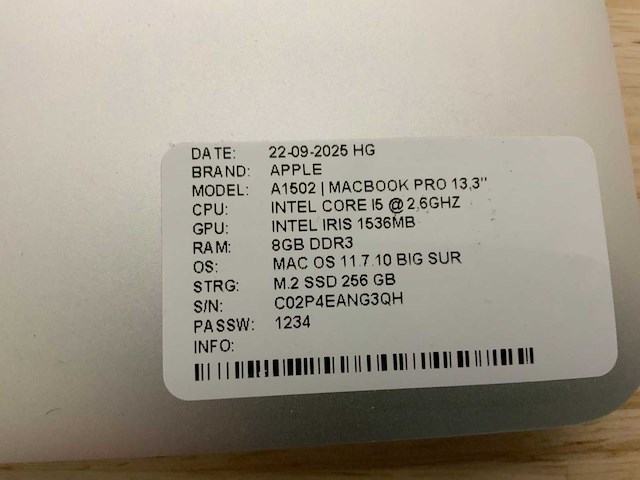 DATE: 22-09-2025 HG
BRAND: APPLE
MODEL: A1502 | MACBOOK PRO 13,3"
CPU: INTEL CORE I5 @ 2,6GHZ
GPU: INTEL IRIS 1536MB
RAM: 8GB DDR3
OS: MAC OS 11.7.10 BIG SUR
STRG: M.2 SSD 256 GB
S/N: C02P4EANG3QH
PASSW: 1234
INFO: